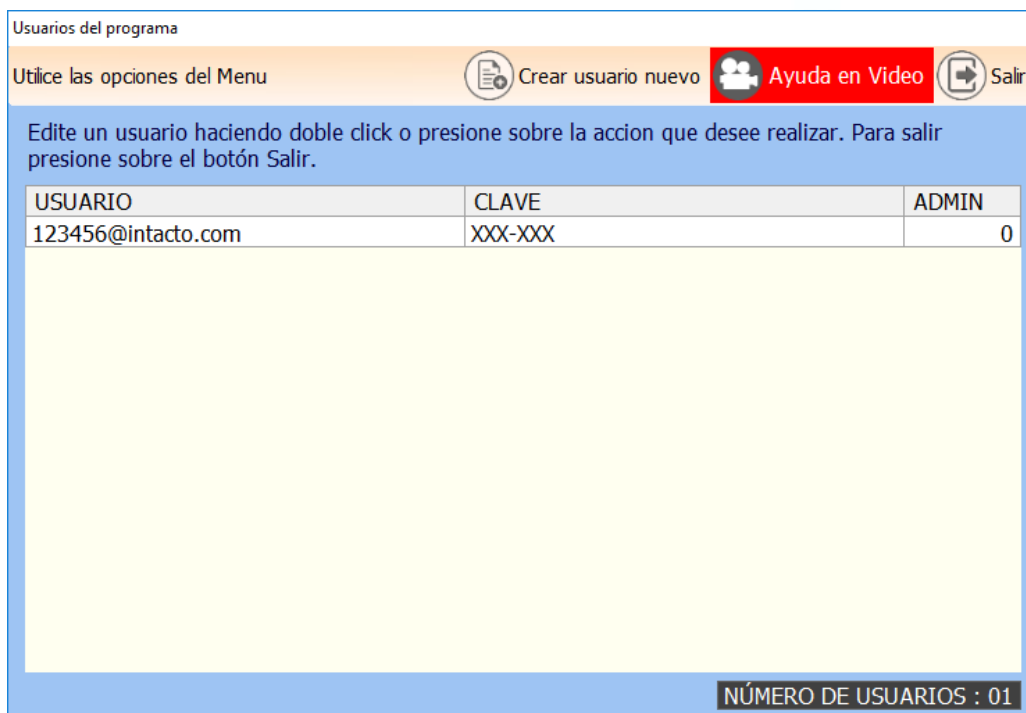 Usuarios del programa
Utilice las opciones del Menu Crear usuario nuevo Ayuda en Video Salir
Edite un usuario haciendo doble click o presione sobre la accion que desee realizar. Para salir
presione sobre el botón Salir.
USUARIO CLAVE ADMIN
123456@intacto.com XXX-XXX 0
NÚMERO DE USUARIOS : 01